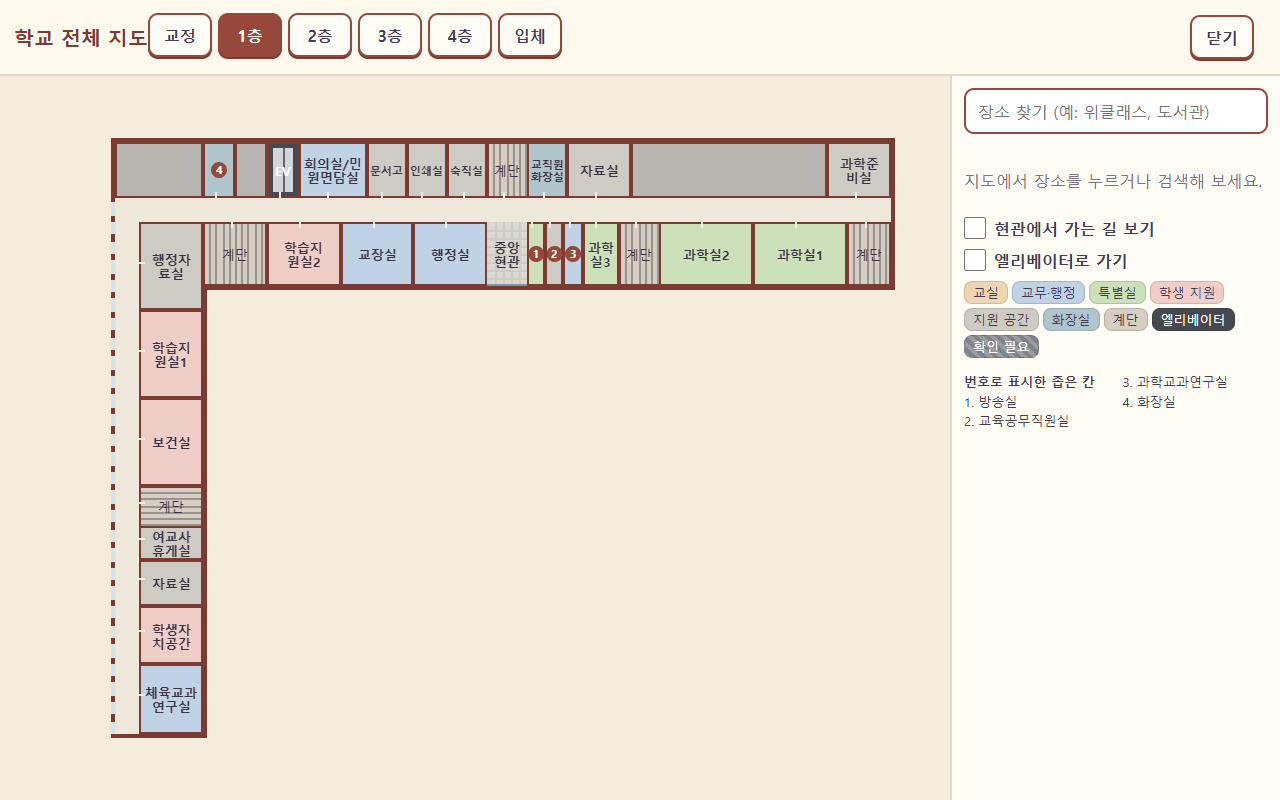 학교 전체 지도
교정
1층
2층
3층
4층
입체
닫기
장소 찾기 (예: 위클래스, 도서관)
지도에서 장소를 누르거나 검색해 보세요.
현관에서 가는 길 보기
엘리베이터로 가기
교실
교무·행정
특별실
학생 지원
지원 공간
화장실
계단
엘리베이터
확인 필요
번호로 표시한 좁은 칸
1. 방송실
2. 교육공무직원실
3. 과학교과연구실
4. 화장실
4
EV
회의실/민
원면담실
문서고
인쇄실
숙직실
계단
교직원
화장실
자료실
과학준
비실
행정자
료실
계단
학습지
원실2
교장실
행정실
중앙
현관
1
2
3
과학
실3
계단
과학실2
과학실1
계단
학습지
원실1
보건실
계단
여교사
휴게실
자료실
학생자
치공간
체육교과
연구실